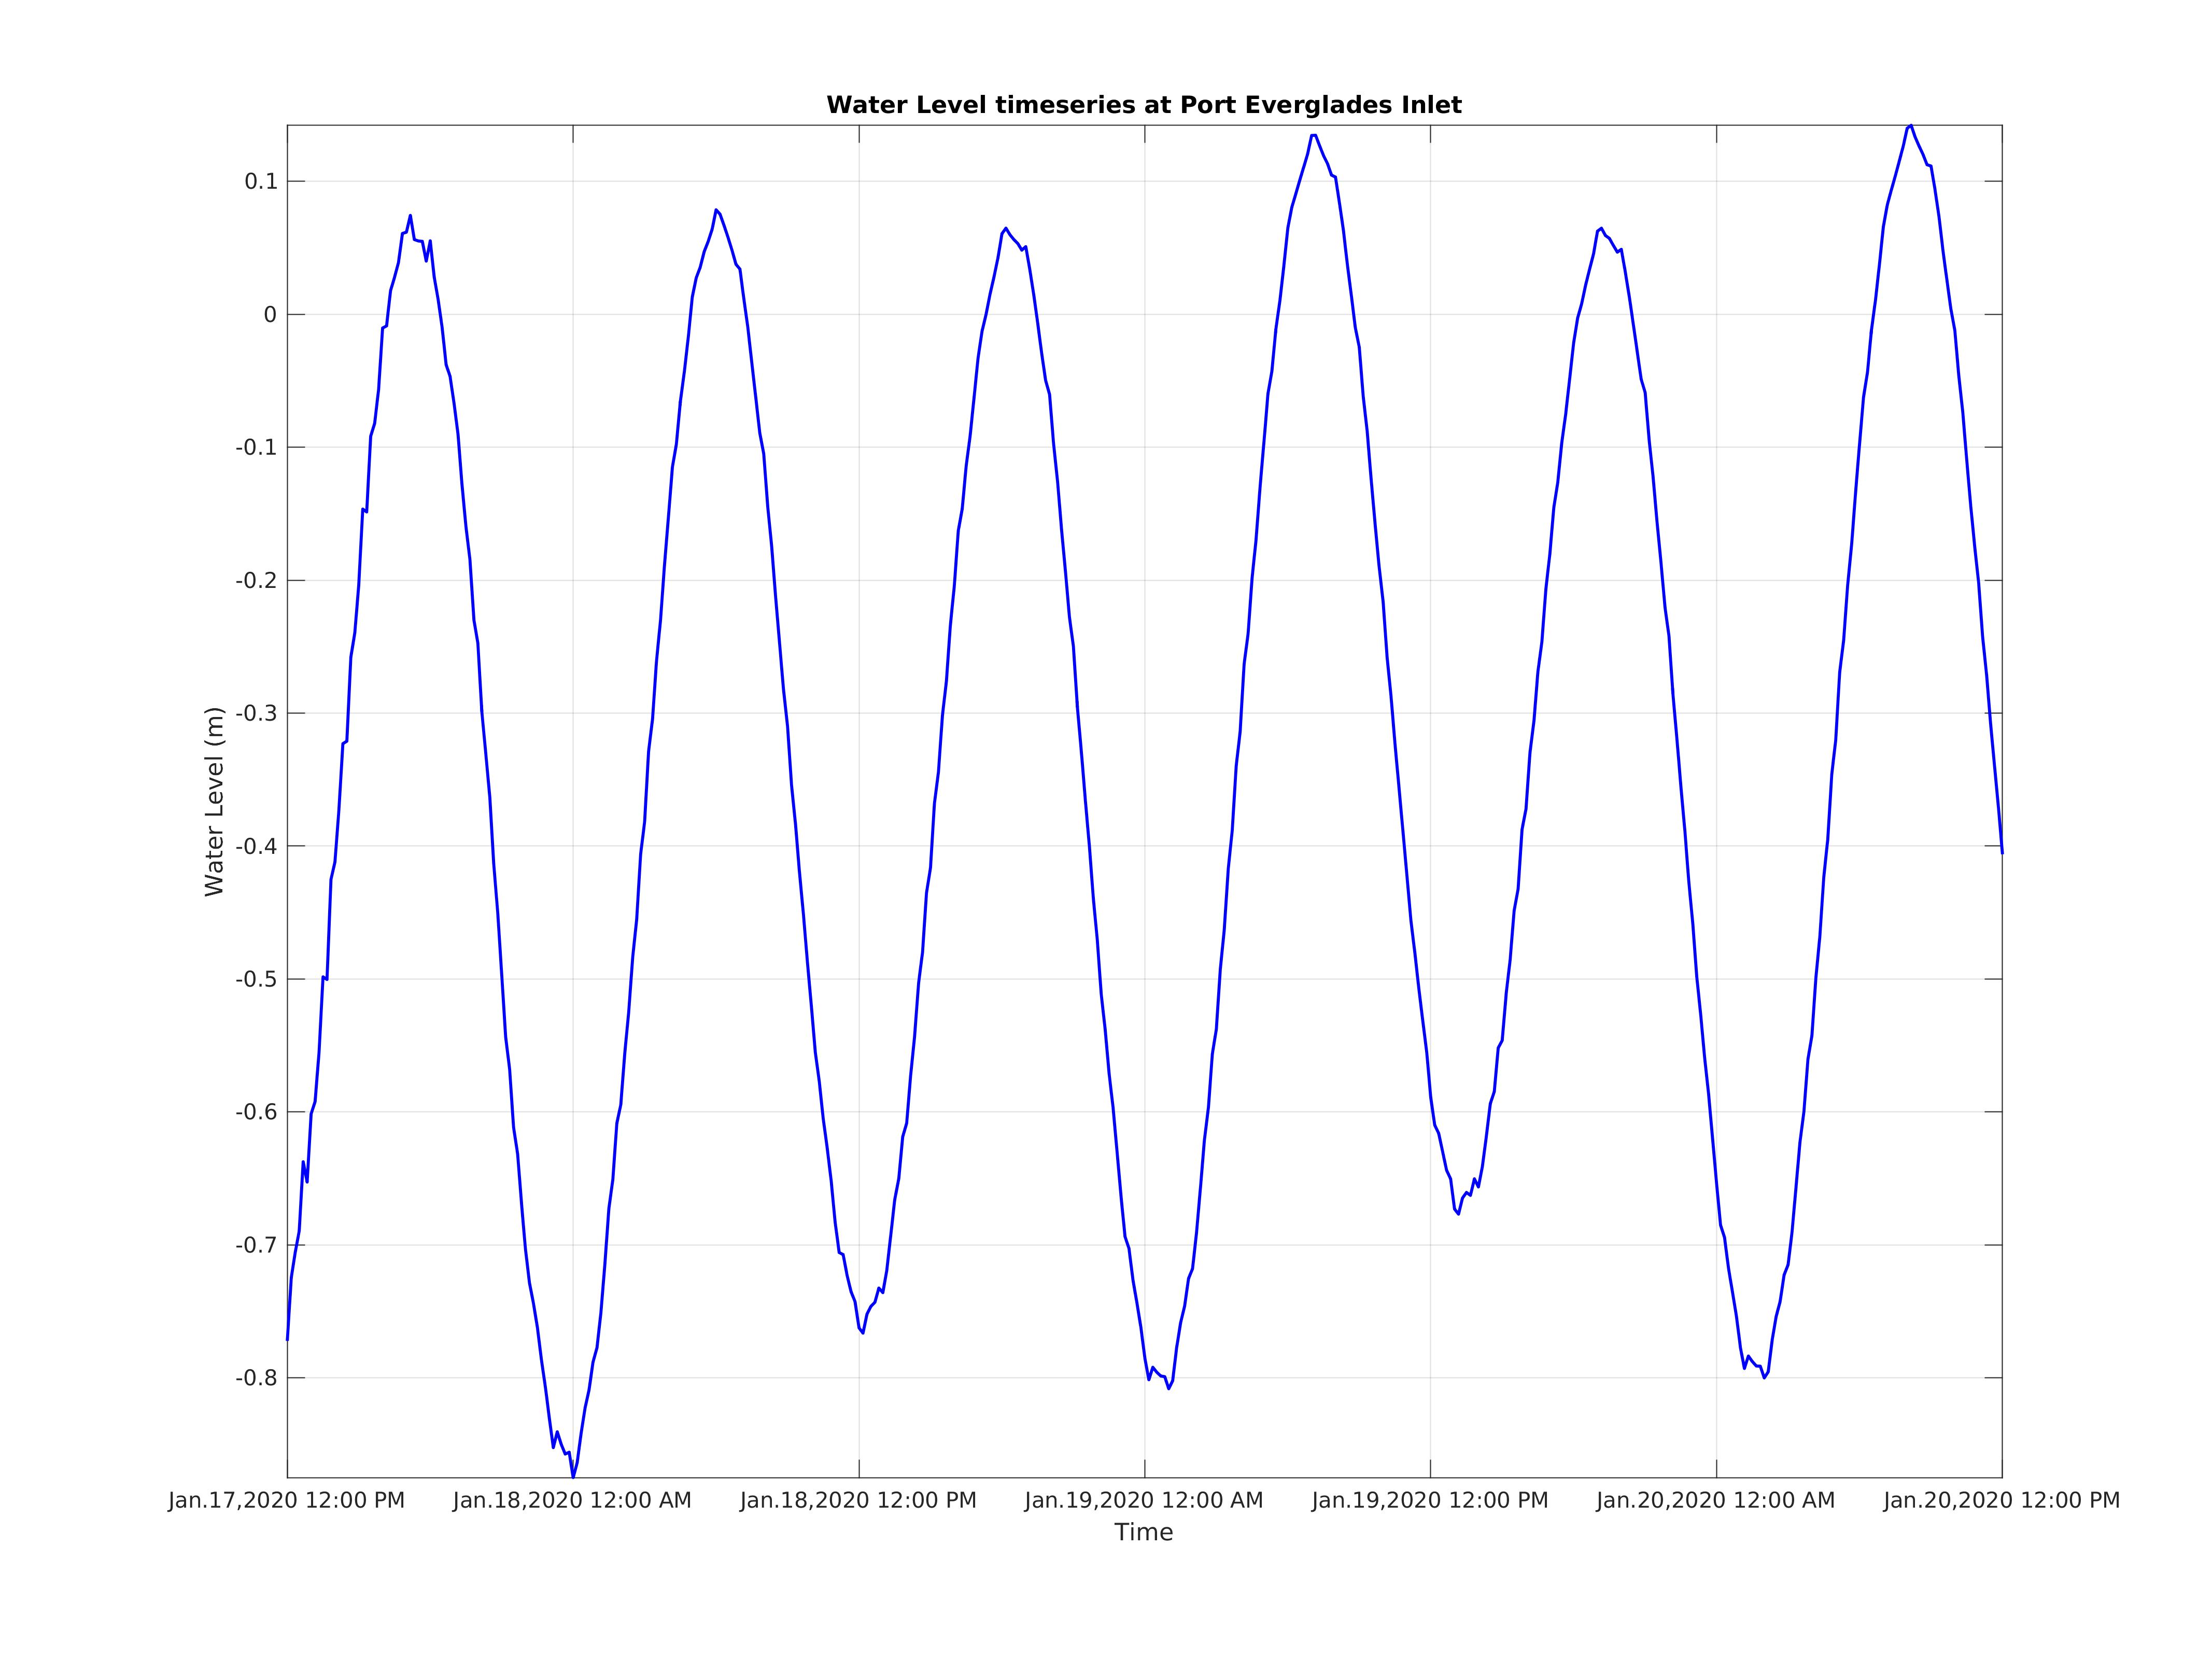 Water Level timeseries at Port Everglades Inlet
0.1
0
-0.1
-0.2
-0.3
-0.4
-0.5
-0.6
-0.7
-0.8
Water Level (m)
Jan.17,2020 12:00 PM Jan.18,2020 12:00 AM Jan.18,2020 12:00 PM Jan.19,2020 12:00 AM Jan.19,2020 12:00 PM Jan.20,2020 12:00 AM Jan.20,2020 12:00 PM
Time